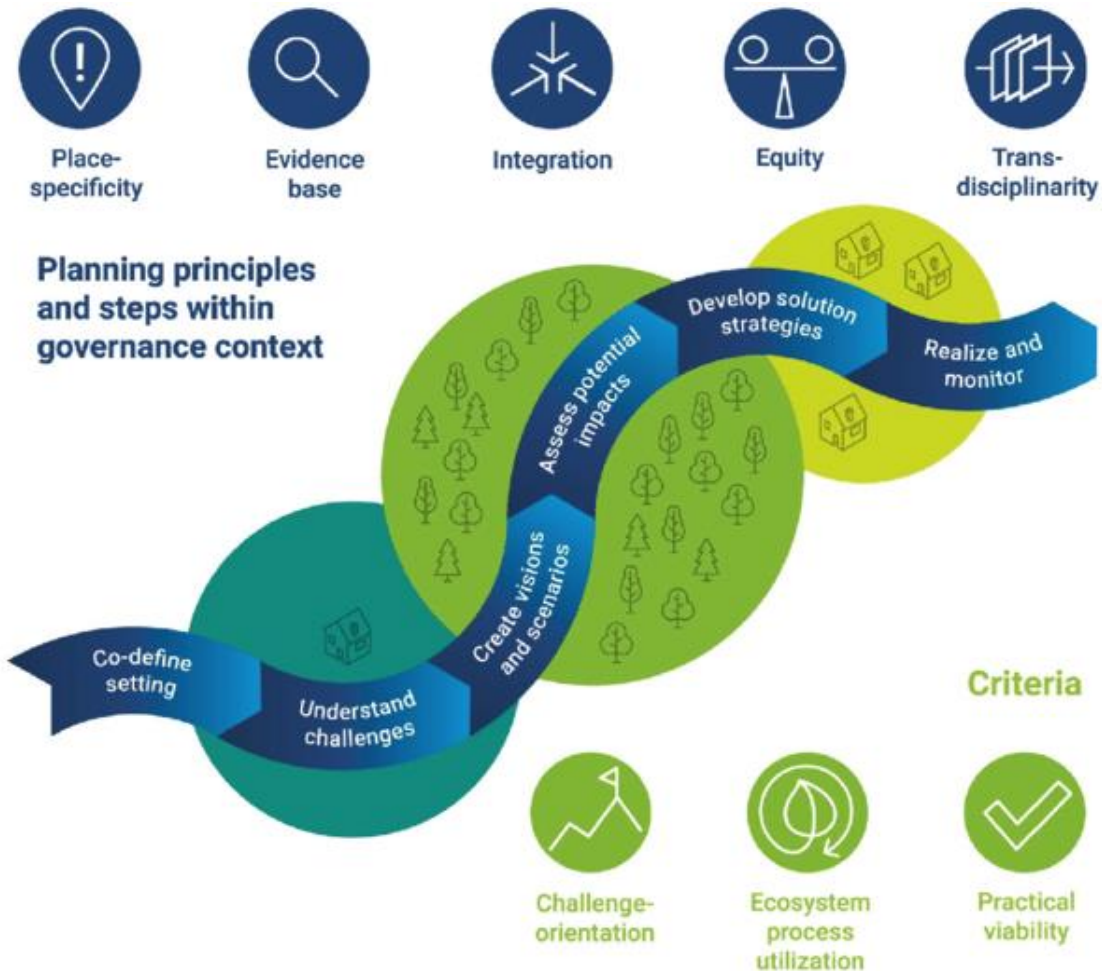 Place-
specificity
Evidence
base
Integration
Equity
Trans-
disciplinarity
Planning principles
and steps within
governance context
Co-define
setting
Understand
challenges
Create visions
and scenarios
Assess potential
impacts
Develop solution
strategies
Realize and
monitor
Criteria
Challenge-
orientation
Ecosystem
process
utilization
Practical
viability